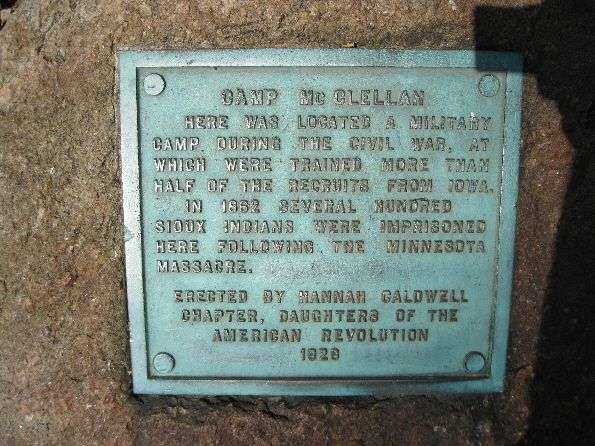 CAMP McCLELLAN
HERE WAS LOCATED A MILITARY
CAMP DURING THE CIVIL WAR, AT
WHICH WERE TRAINED MORE THAN
HALF OF THE RECRUITS FROM IOWA.
IN 1862 SEVERAL HUNDRED
SIOUX INDIANS WERE IMPRISONED
HERE FOLLOWING THE MINNESOTA
MASSACRE.
ERECTED BY HANNAH CALDWELL
CHAPTER, DAUGHTERS OF THE
AMERICAN REVOLUTION
1928